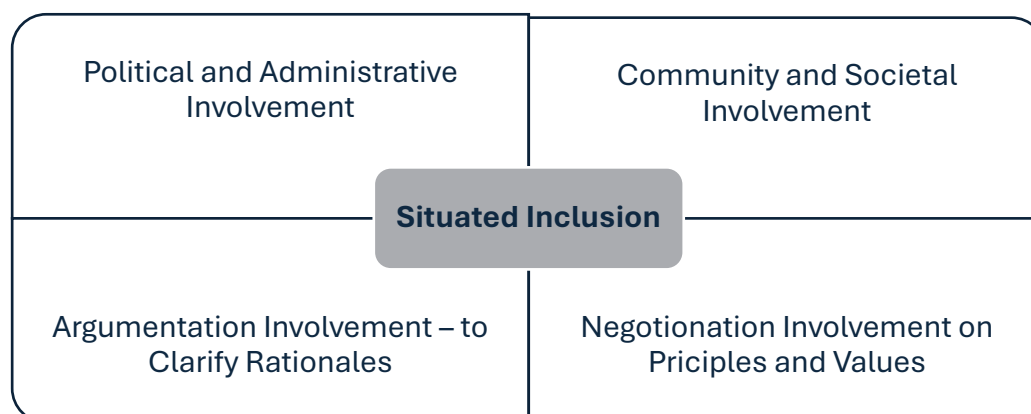 Political and Administrative
Involvement
Community and Societal
Involvement
Situated Inclusion
Argumentation Involvement – to
Clarify Rationales
Negotionation Involvement on
Priciples and Values